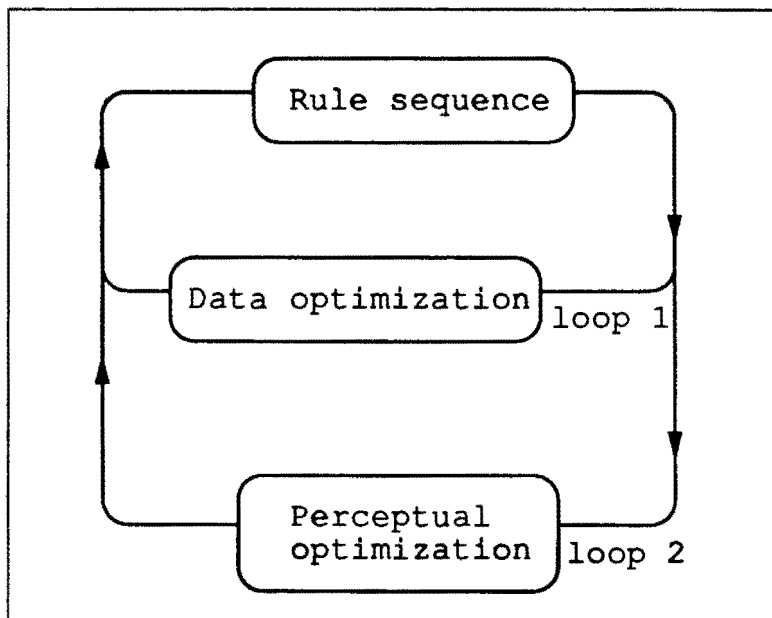 Rule sequence
Data optimization
loop 1
Perceptual
optimization
loop 2